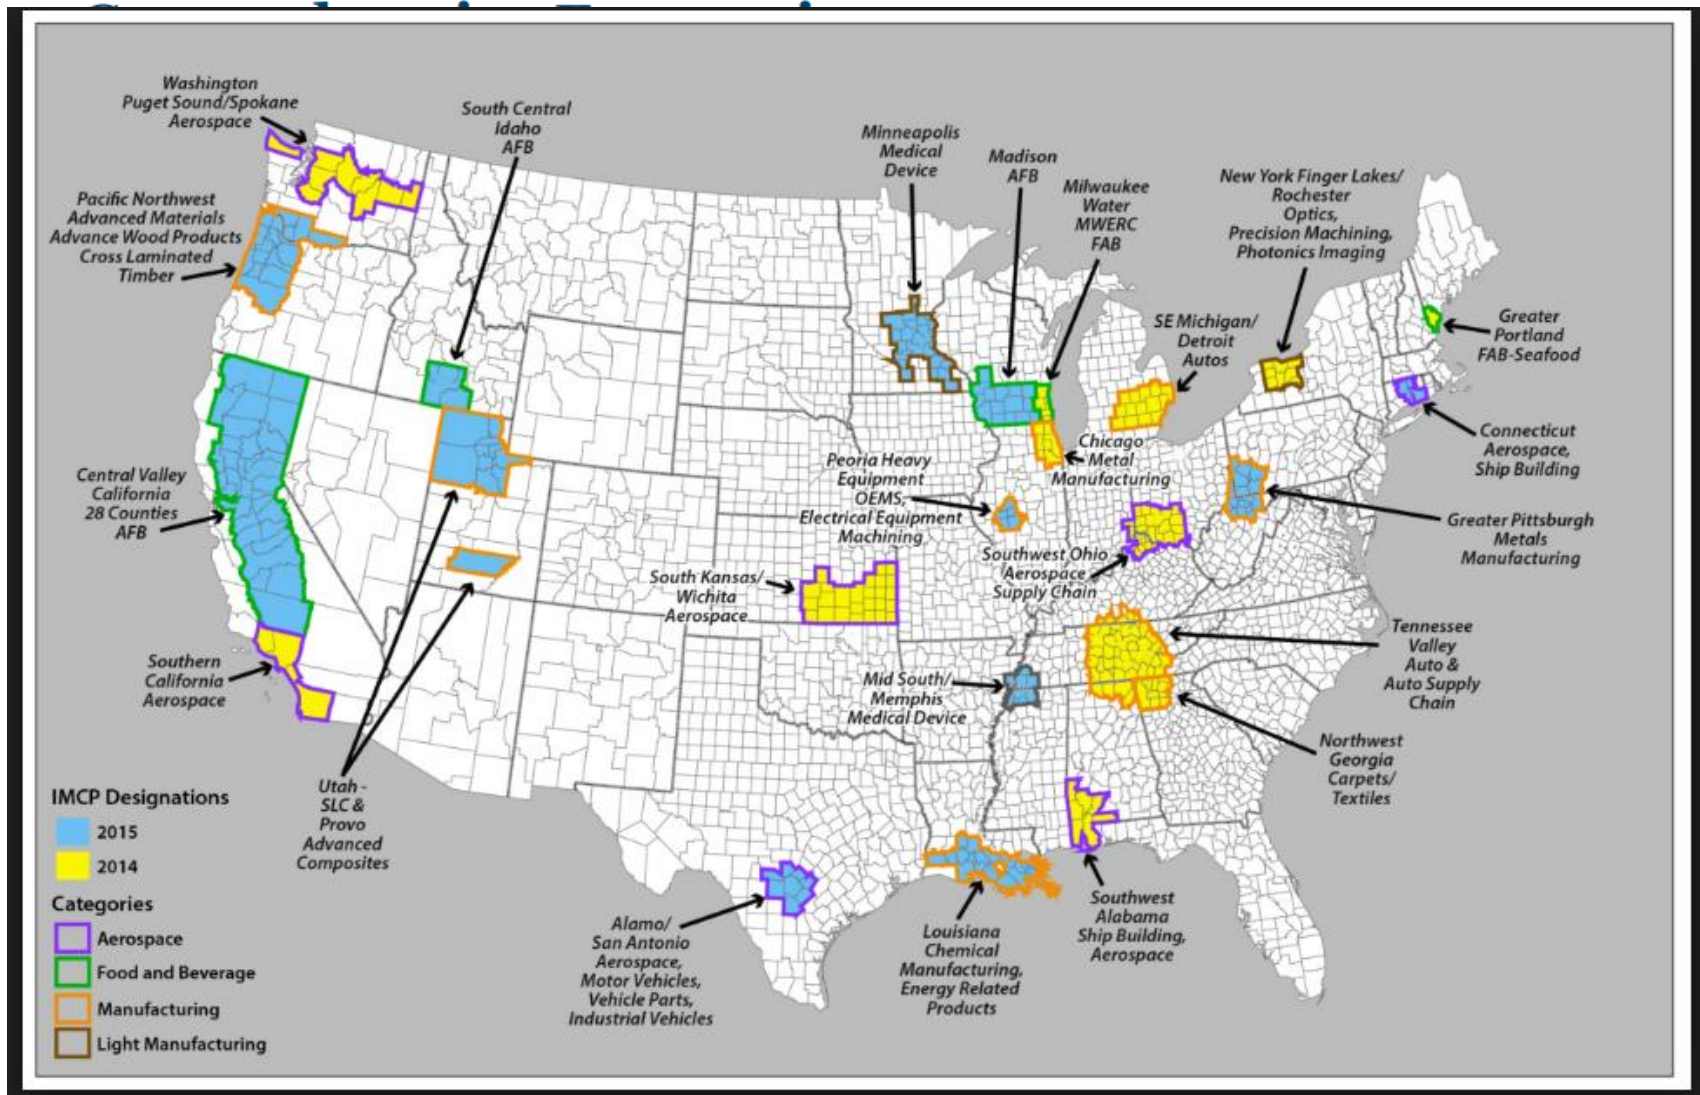 Washington
Puget Sound/Spokane
Aerospace
South Central
Idaho
AFB
Minneapolis
Medical
Device
Madison
AFB
Milwaukee
Water
MWERC
FAB
New York Finger Lakes/
Rochester
Optics,
Precision Machining,
Photonics Imaging
Pacific Northwest
Advanced Materials
Advance Wood Products
Cross Laminated
Timber
SE Michigan/
Detroit
Autos
Greater
Portland
FAB-Seafood
Connecticut
Aerospace,
Ship Building
Chicago
Metal
Manufacturing
Peoria Heavy
Equipment
OEMS,
Electrical Equipment
Machining
Central Valley
California
28 Counties
AFB
Greater Pittsburgh
Metals
Manufacturing
Southwest Ohio
Aerospace
Supply Chain
South Kansas/
Wichita
Aerospace
Tennessee
Valley
Auto &
Auto Supply
Chain
Southern
California
Aerospace
Mid South/
Memphis
Medical Device
Northwest
Georgia
Carpets/
Textiles
Utah -
SLC &
Provo
Advanced
Composites
Alamo/
San Antonio
Aerospace,
Motor Vehicles,
Vehicle Parts,
Industrial Vehicles
Louisiana
Chemical
Manufacturing,
Energy Related
Products
Southwest
Alabama
Ship Building,
Aerospace
IMCP Designations
2015
2014
Categories
Aerospace
Food and Beverage
Manufacturing
Light Manufacturing